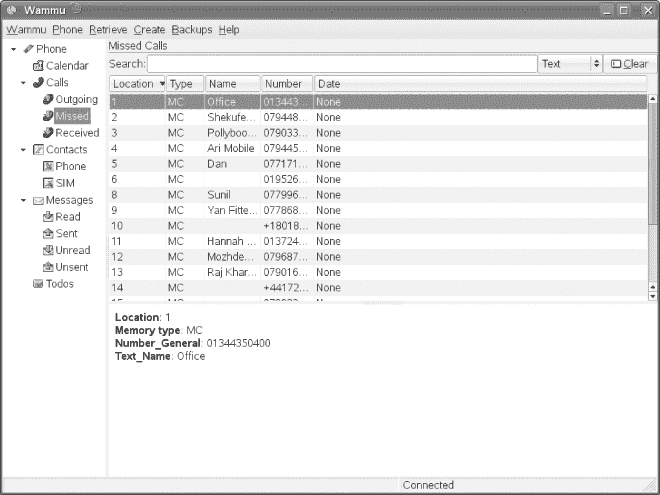 Wammu
Wammu Phone Retrieve Create Backups Help
Phone
Calendar
Calls
Outgoing
Missed
Received
Contacts
Phone
SIM
Messages
Read
Sent
Unread
Unsent
Todos
Missed Calls
Search: Text Clear
Location Type Name Number Date
1 MC Office 013443... None
2 MC Shekufe... 079448... None
3 MC Pollyboo... 079033... None
4 MC Ari Mobile 079445... None
5 MC Dan 077171... None
6 MC 019526... None
8 MC Sunil 077996... None
9 MC Yan Fitte... 077868... None
10 MC +18018... None
11 MC Hannah ... 013724... None
12 MC Mozhde... 079687... None
13 MC Raj Khar... 079016... None
14 MC +44172... None
Location: 1
Memory type: MC
Number_General: 01344350400
Text_Name: Office
Connected